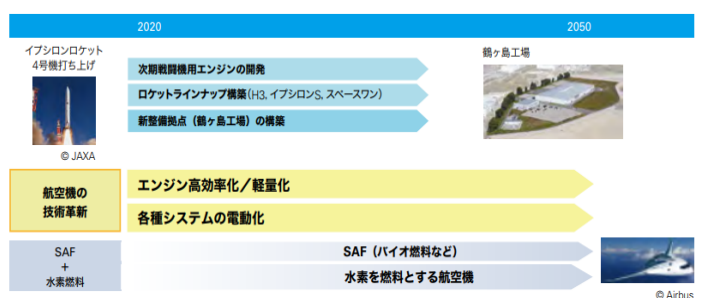 2020
2050
イプシロンロケット
4号機打ち上げ
© JAXA
次期戦闘機用エンジンの開発
ロケットラインナップ構築(H3、イプシロンS、スペースワン)
新整備拠点(鶴ヶ島工場)の構築
鶴ヶ島工場
航空機の
技術革新
エンジン高効率化/軽量化
各種システムの電動化
SAF
+
水素燃料
SAF(バイオ燃料など)
水素を燃料とする航空機
© Airbus